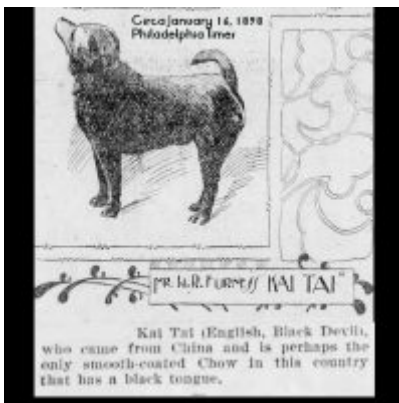 Circa January 16, 1898
Philadelphia Times
MR. H.R. FURNESS "KAI TAI"
Kai Tai (English, Black Devil),
who came from China and is perhaps the
only smooth-coated Chow in this country
that has a black tongue.